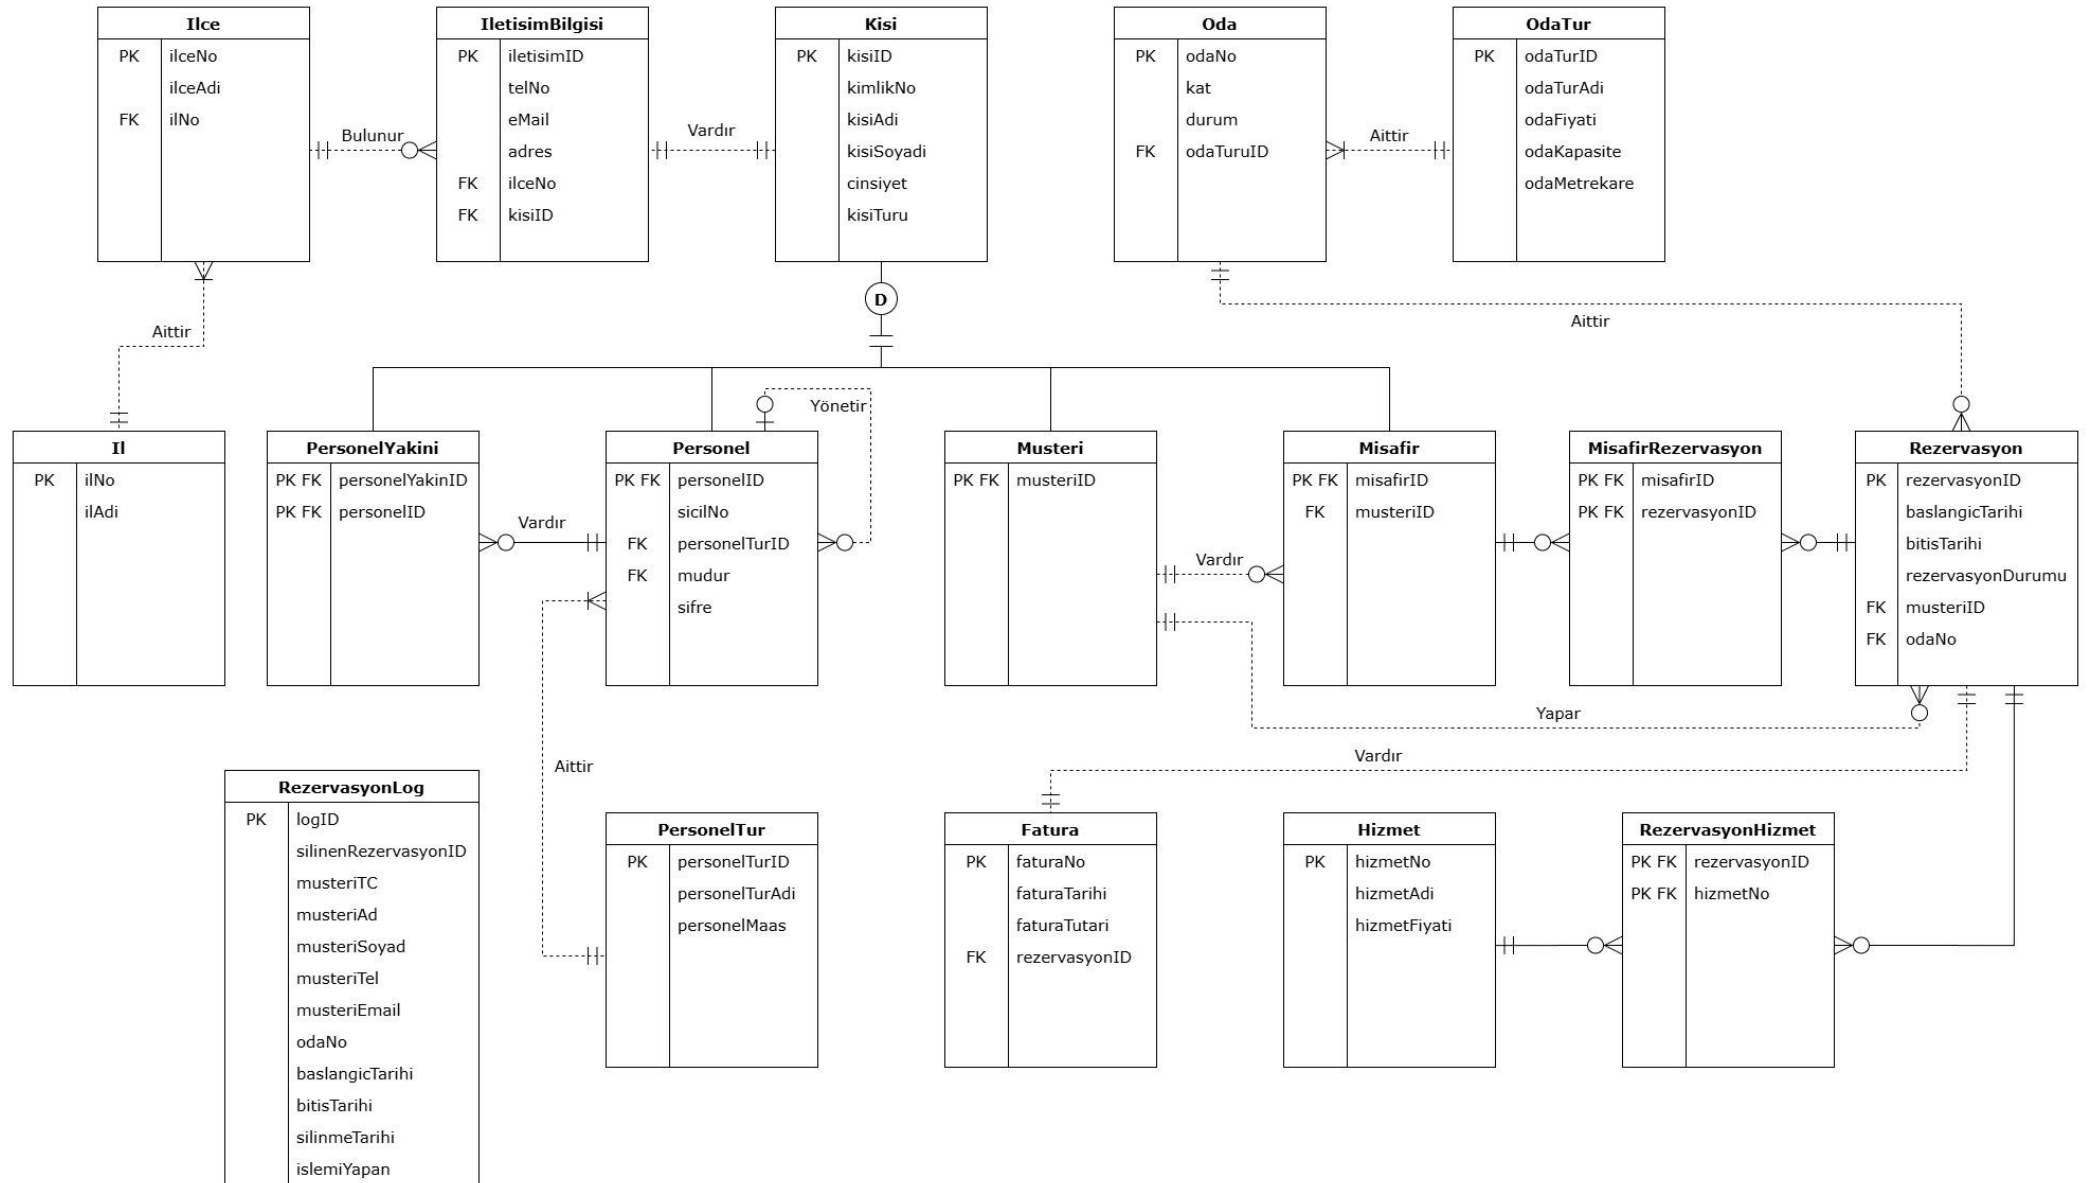 Ilce
PK ilceNo
ilceAdi
FK ilNo
Bulunur
IletisimBilgisi
PK iletisimID
telNo
eMail
adres
FK ilceNo
FK kisiID
Vardır
Kisi
PK kisiID
kimlikNo
kisiAdi
kisiSoyadi
cinsiyet
kisiTuru
Oda
PK odaNo
kat
durum
FK odaTuruID
Aittir
OdaTur
PK odaTurID
odaTurAdi
odaFiyati
odaKapasite
odaMetrekare
D
Aittir
Aittir
Yönetir
Il
PK ilNo
ilAdi
PersonelYakini
PK FK personelYakinID
PK FK personelID
Vardır
Personel
PK FK personelID
sicilNo
FK personelTurID
FK mudur
sifre
Musteri
PK FK musteriID
Vardır
Misafir
PK FK misafirID
FK musteriID
MisafirRezervasyon
PK FK misafirID
PK FK rezervasyonID
Rezervasyon
PK rezervasyonID
baslangicTarihi
bitisTarihi
rezervasyonDurumu
FK musteriID
FK odaNo
Yapar
Vardır
Aittir
RezervasyonLog
PK logID
silinenRezervasyonID
musteriTC
musteriAd
musteriSoyad
musteriTel
musteriEmail
odaNo
baslangicTarihi
bitisTarihi
silinmeTarihi
islemiYapan
PersonelTur
PK personelTurID
personelTurAdi
personelMaas
Fatura
PK faturaNo
faturaTarihi
faturaTutari
FK rezervasyonID
Hizmet
PK hizmetNo
hizmetAdi
hizmetFiyati
RezervasyonHizmet
PK FK rezervasyonID
PK FK hizmetNo